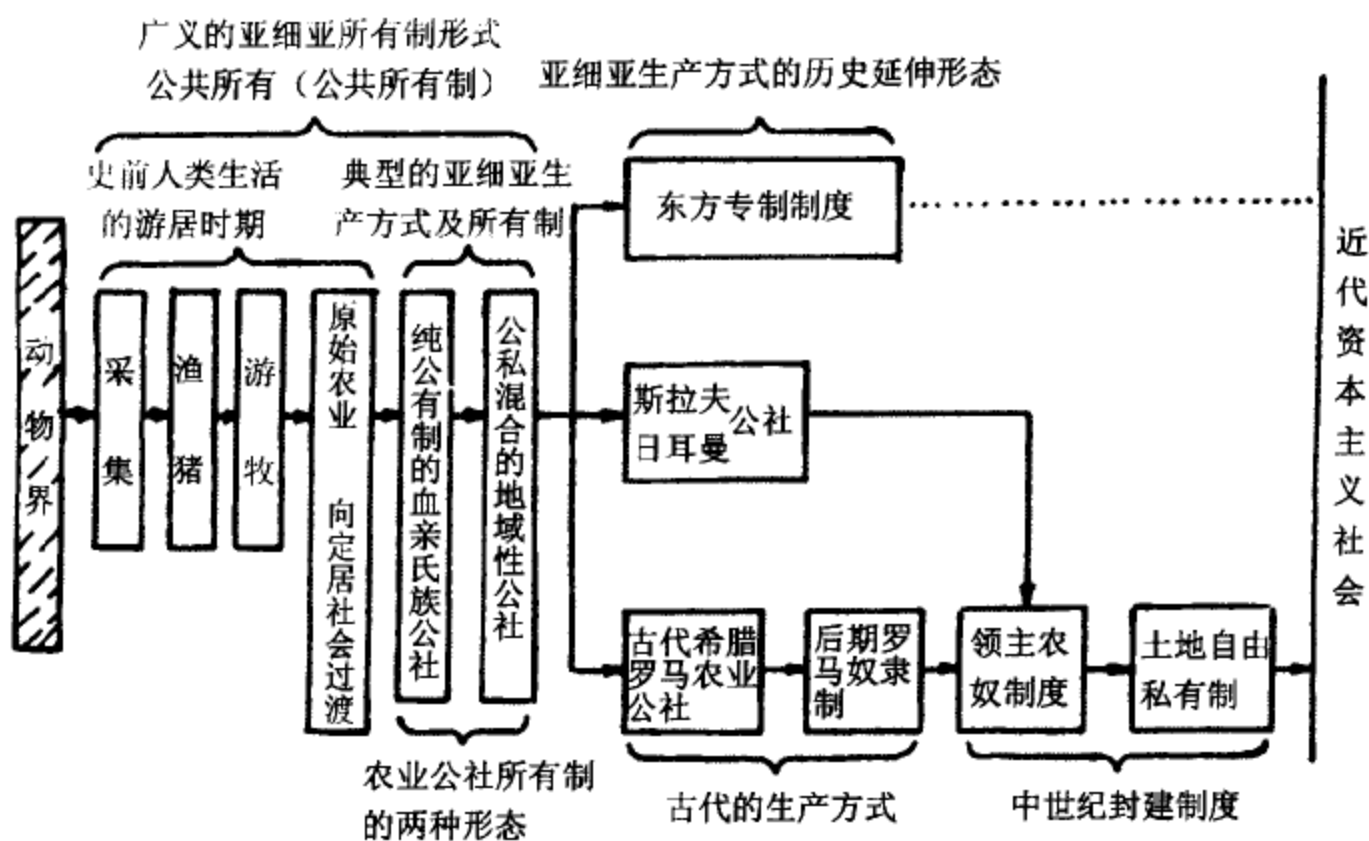 广义的亚细亚所有制形式
公共所有（公共所有制）
亚细亚生产方式的历史延伸形态
史前人类生活
的游居时期
典型的亚细亚生
产方式及所有制
东方专制制度
动物界
采集
渔猪
游牧
原始农业 向定居社会过渡
纯公有制的血亲氏族公社
公私混合的地域性公社
斯拉夫
日耳曼
公社
近代资本主义社会
古代希腊
罗马农业
公社
后期罗
马奴隶
制
领主农
奴制度
土地自由
私有制
农业公社所有制
的两种形态
古代的生产方式
中世纪封建制度